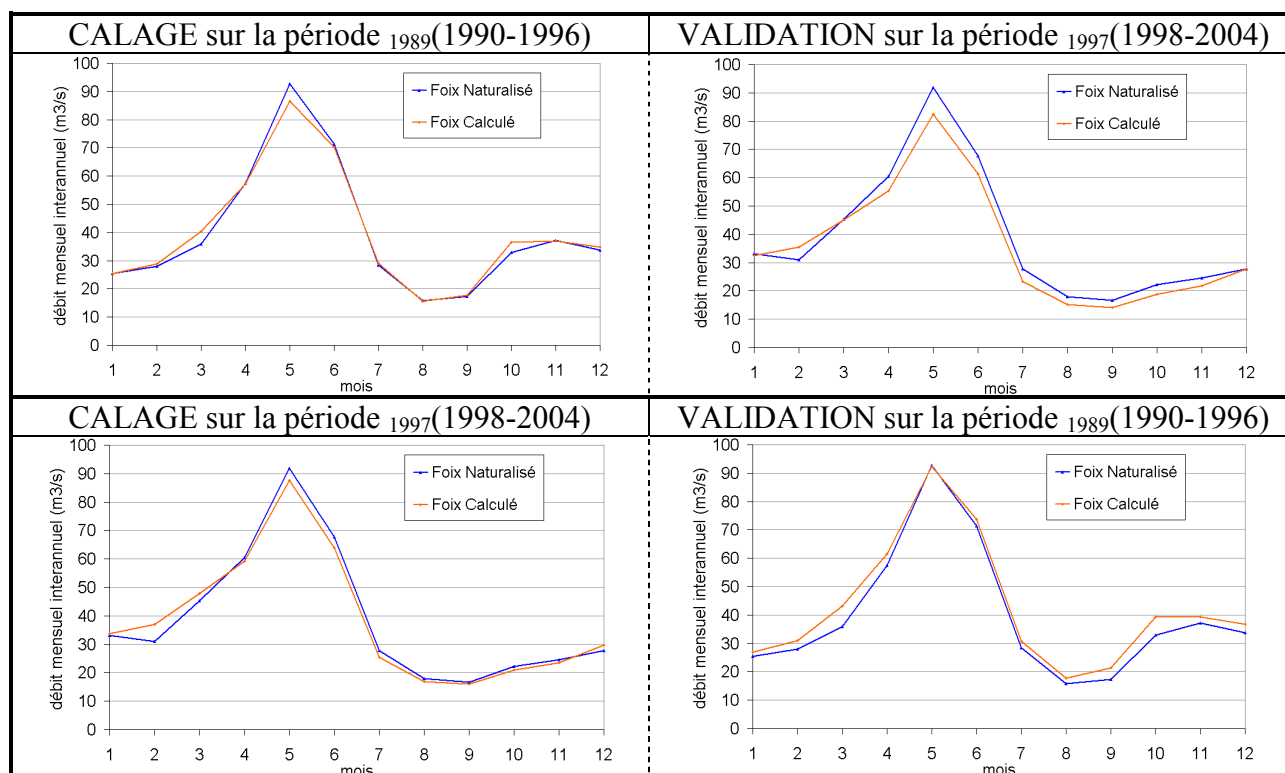 CALAGE sur la période 1989(1990-1996)
VALIDATION sur la période 1997(1998-2004)
débit mensuel interannuel (m3/s)
100
90
80
70
60
50
40
30
20
10
0
Foix Naturalisé
Foix Calculé
1 2 3 4 5 6 7 8 9 10 11 12
mois
débit mensuel interannuel (m3/s)
100
90
80
70
60
50
40
30
20
10
0
Foix Naturalisé
Foix Calculé
1 2 3 4 5 6 7 8 9 10 11 12
mois
CALAGE sur la période 1997(1998-2004)
VALIDATION sur la période 1989(1990-1996)
débit mensuel interannuel (m3/s)
100
90
80
70
60
50
40
30
20
10
0
Foix Naturalisé
Foix Calculé
1 2 3 4 5 6 7 8 9 10 11 12
mois
débit mensuel interannuel (m3/s)
100
90
80
70
60
50
40
30
20
10
0
Foix Naturalisé
Foix Calculé
1 2 3 4 5 6 7 8 9 10 11 12
mois